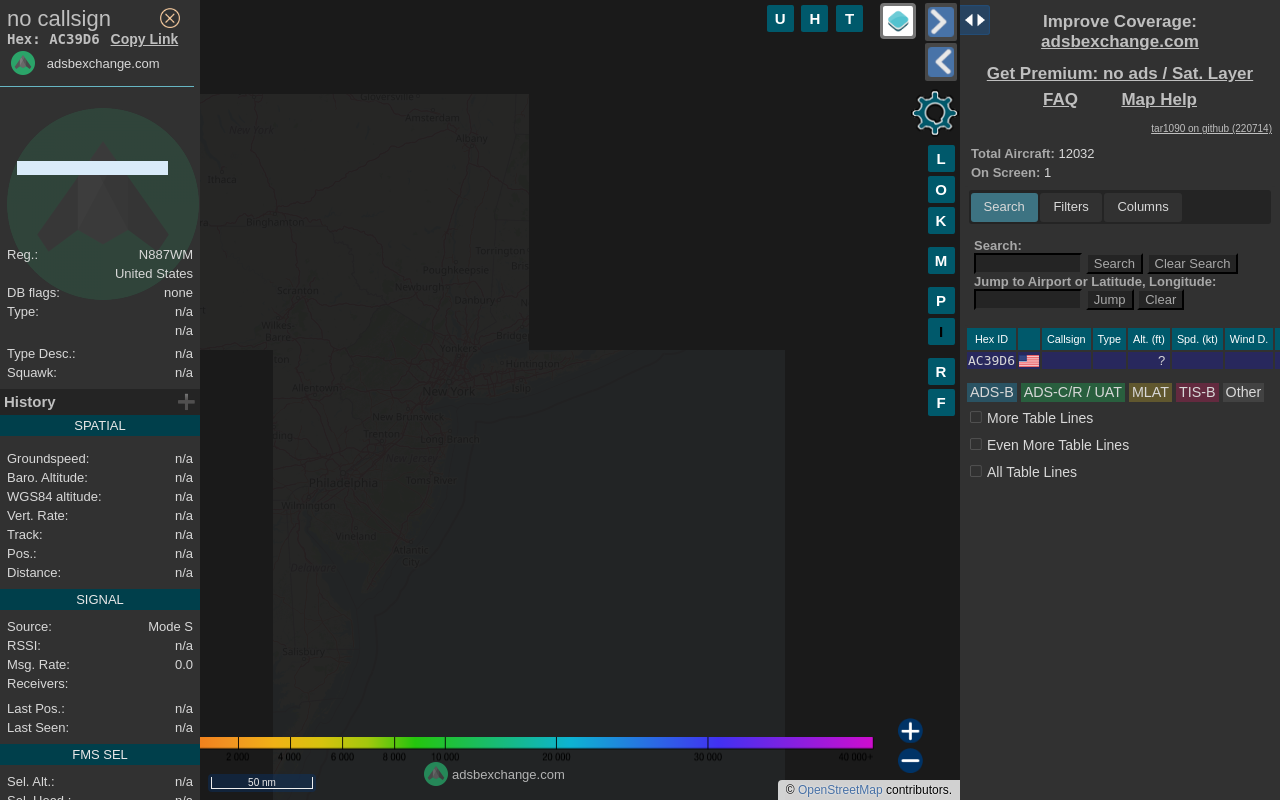 no callsign
Hex: AC39D6 Copy Link
adsbexchange.com
Reg.: N887WM
United States
DB flags: none
Type: n/a
n/a
Type Desc.: n/a
Squawk: n/a
History
SPATIAL
Groundspeed: n/a
Baro. Altitude: n/a
WGS84 altitude: n/a
Vert. Rate: n/a
Track: n/a
Pos.: n/a
Distance: n/a
SIGNAL
Source: Mode S
RSSI: n/a
Msg. Rate: 0.0
Receivers:
Last Pos.: n/a
Last Seen: n/a
FMS SEL
Sel. Alt.: n/a
Sel. Head.: n/a
U H T
L
O
K
M
P
I
R
F
Amsterdam
Albany
New York
Ithaca
Binghamton
Torrington
Poughkeepsie
Newburgh
Scranton
Danbury
Wilkes-
Barre
Yonkers
Huntington
Allentown
New York
New Brunswick
Trenton
Long Branch
New Jersey
Philadelphia
Toms River
Wilmington
Vineland
Atlantic
City
Delaware
Salisbury
2 000 4 000 6 000 8 000 10 000 20 000 30 000 40 000+
50 nm
adsbexchange.com
© OpenStreetMap contributors.
Improve Coverage:
adsbexchange.com
Get Premium: no ads / Sat. Layer
FAQ Map Help
tar1090 on github (220714)
Total Aircraft: 12032
On Screen: 1
Search Filters Columns
Search:
Search Clear Search
Jump to Airport or Latitude, Longitude:
Jump Clear
Hex ID Callsign Type Alt. (ft) Spd. (kt) Wind D.
AC39D6 ?
ADS-B ADS-C/R / UAT MLAT TIS-B Other
More Table Lines
Even More Table Lines
All Table Lines